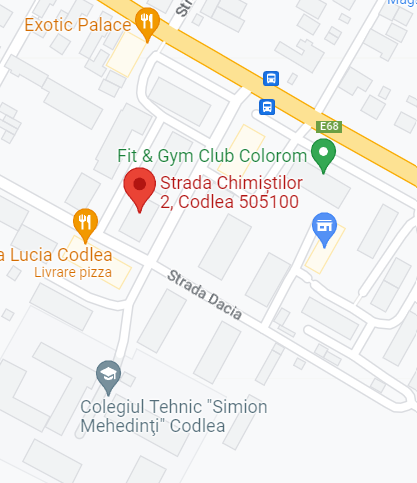 Exotic Palace
E68
Fit & Gym Club Colorom
Strada Chimiștilor
2, Codlea 505100
a Lucia Codlea
Livrare pizza
Strada Dacia
Colegiul Tehnic "Simion
Mehedinţi" Codlea